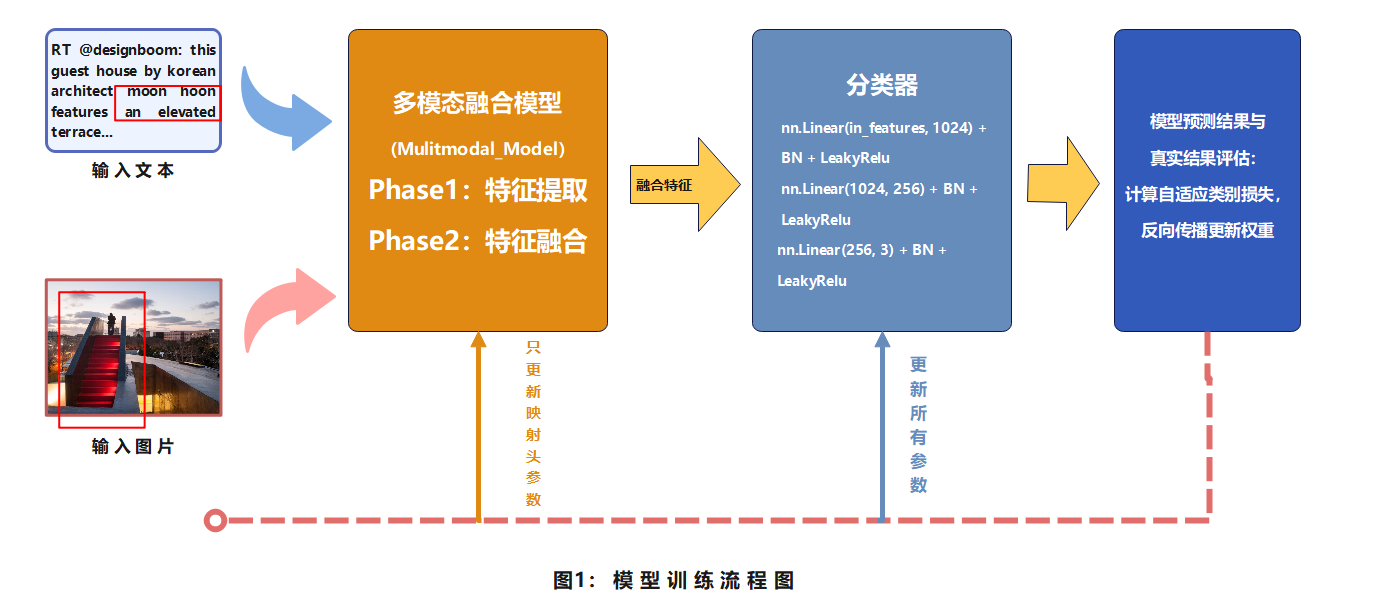 RT @designboom: this
guest house by korean
architect moon hoon
features an elevated
terrace...
输入文本
输入图片
多模态融合模型
(Mulitmodal_Model)
Phase1：特征提取
Phase2：特征融合
融合特征
分类器
nn.Linear(in_features, 1024) +
BN + LeakyRelu
nn.Linear(1024, 256) + BN +
LeakyRelu
nn.Linear(256, 3) + BN +
LeakyRelu
模型预测结果与
真实结果评估：
计算自适应类别损失，
反向传播更新权重
只更新映射头参数
更新所有参数
图1：模型训练流程图